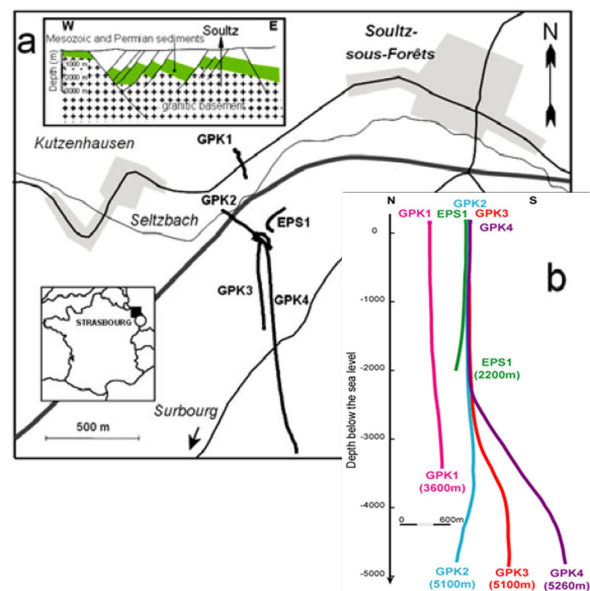 a
W
E
Mesozoic and Permian sediments
Soultz
Depth (m)
1000 m
2000 m
granitic basement
Soultz-
sous-Forêts
N
Kutzenhausen
GPK1
GPK2
EPS1
Seltzbach
GPK3
GPK4
STRASBOURG
Surbourg
500 m
b
N
S
GPK2
GPK1
EPS1
GPK3
GPK4
0
-1000
-2000
-3000
-4000
-5000
Depth below the sea level
EPS1
(2200m)
GPK1
(3600m)
0 600m
GPK2
(5100m)
GPK3
(5100m)
GPK4
(5260m)